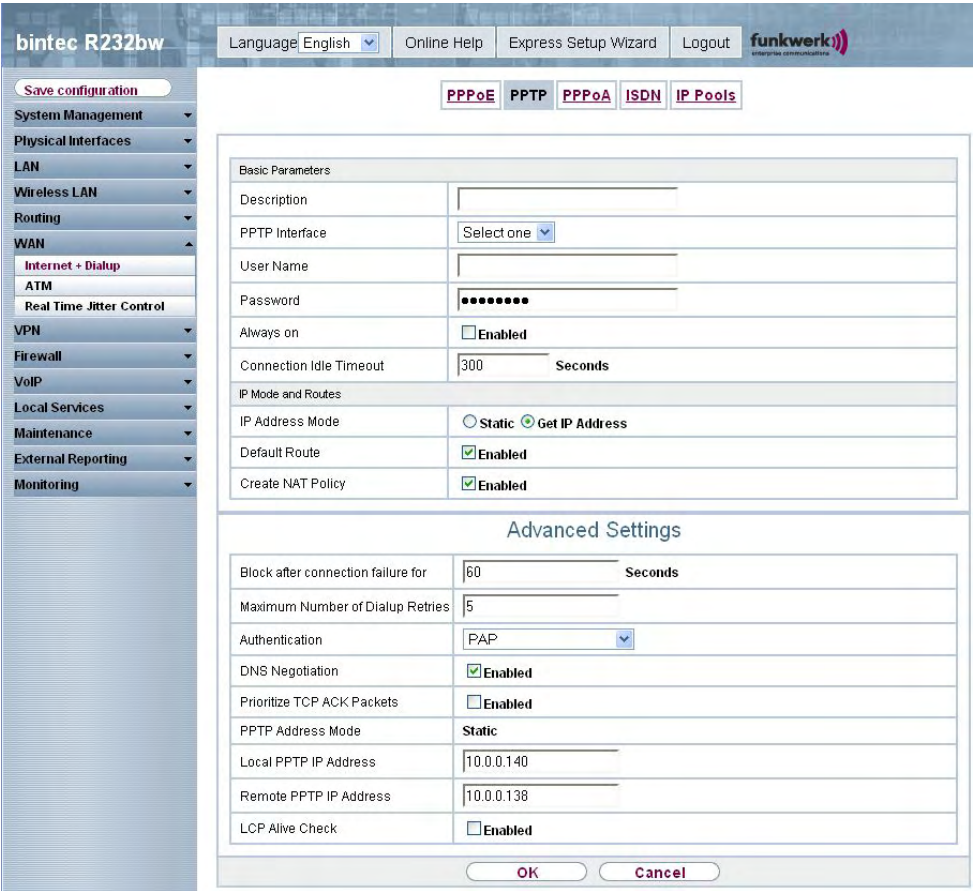 bintec R232bw
Language English Online Help Express Setup Wizard Logout funkwerk
enterprise communications
Save configuration
System Management
Physical Interfaces
LAN
Wireless LAN
Routing
WAN
Internet + Dialup
ATM
Real Time Jitter Control
VPN
Firewall
VoIP
Local Services
Maintenance
External Reporting
Monitoring
PPPoE PPTP PPPoA ISDN IP Pools
Basic Parameters
Description
PPTP Interface Select one
User Name
Password ••••••••
Always on Enabled
Connection Idle Timeout 300 Seconds
IP Mode and Routes
IP Address Mode Static Get IP Address
Default Route Enabled
Create NAT Policy Enabled
Advanced Settings
Block after connection failure for 60 Seconds
Maximum Number of Dialup Retries 5
Authentication PAP
DNS Negotiation Enabled
Prioritize TCP ACK Packets Enabled
PPTP Address Mode Static
Local PPTP IP Address 10.0.0.140
Remote PPTP IP Address 10.0.0.138
LCP Alive Check Enabled
OK Cancel